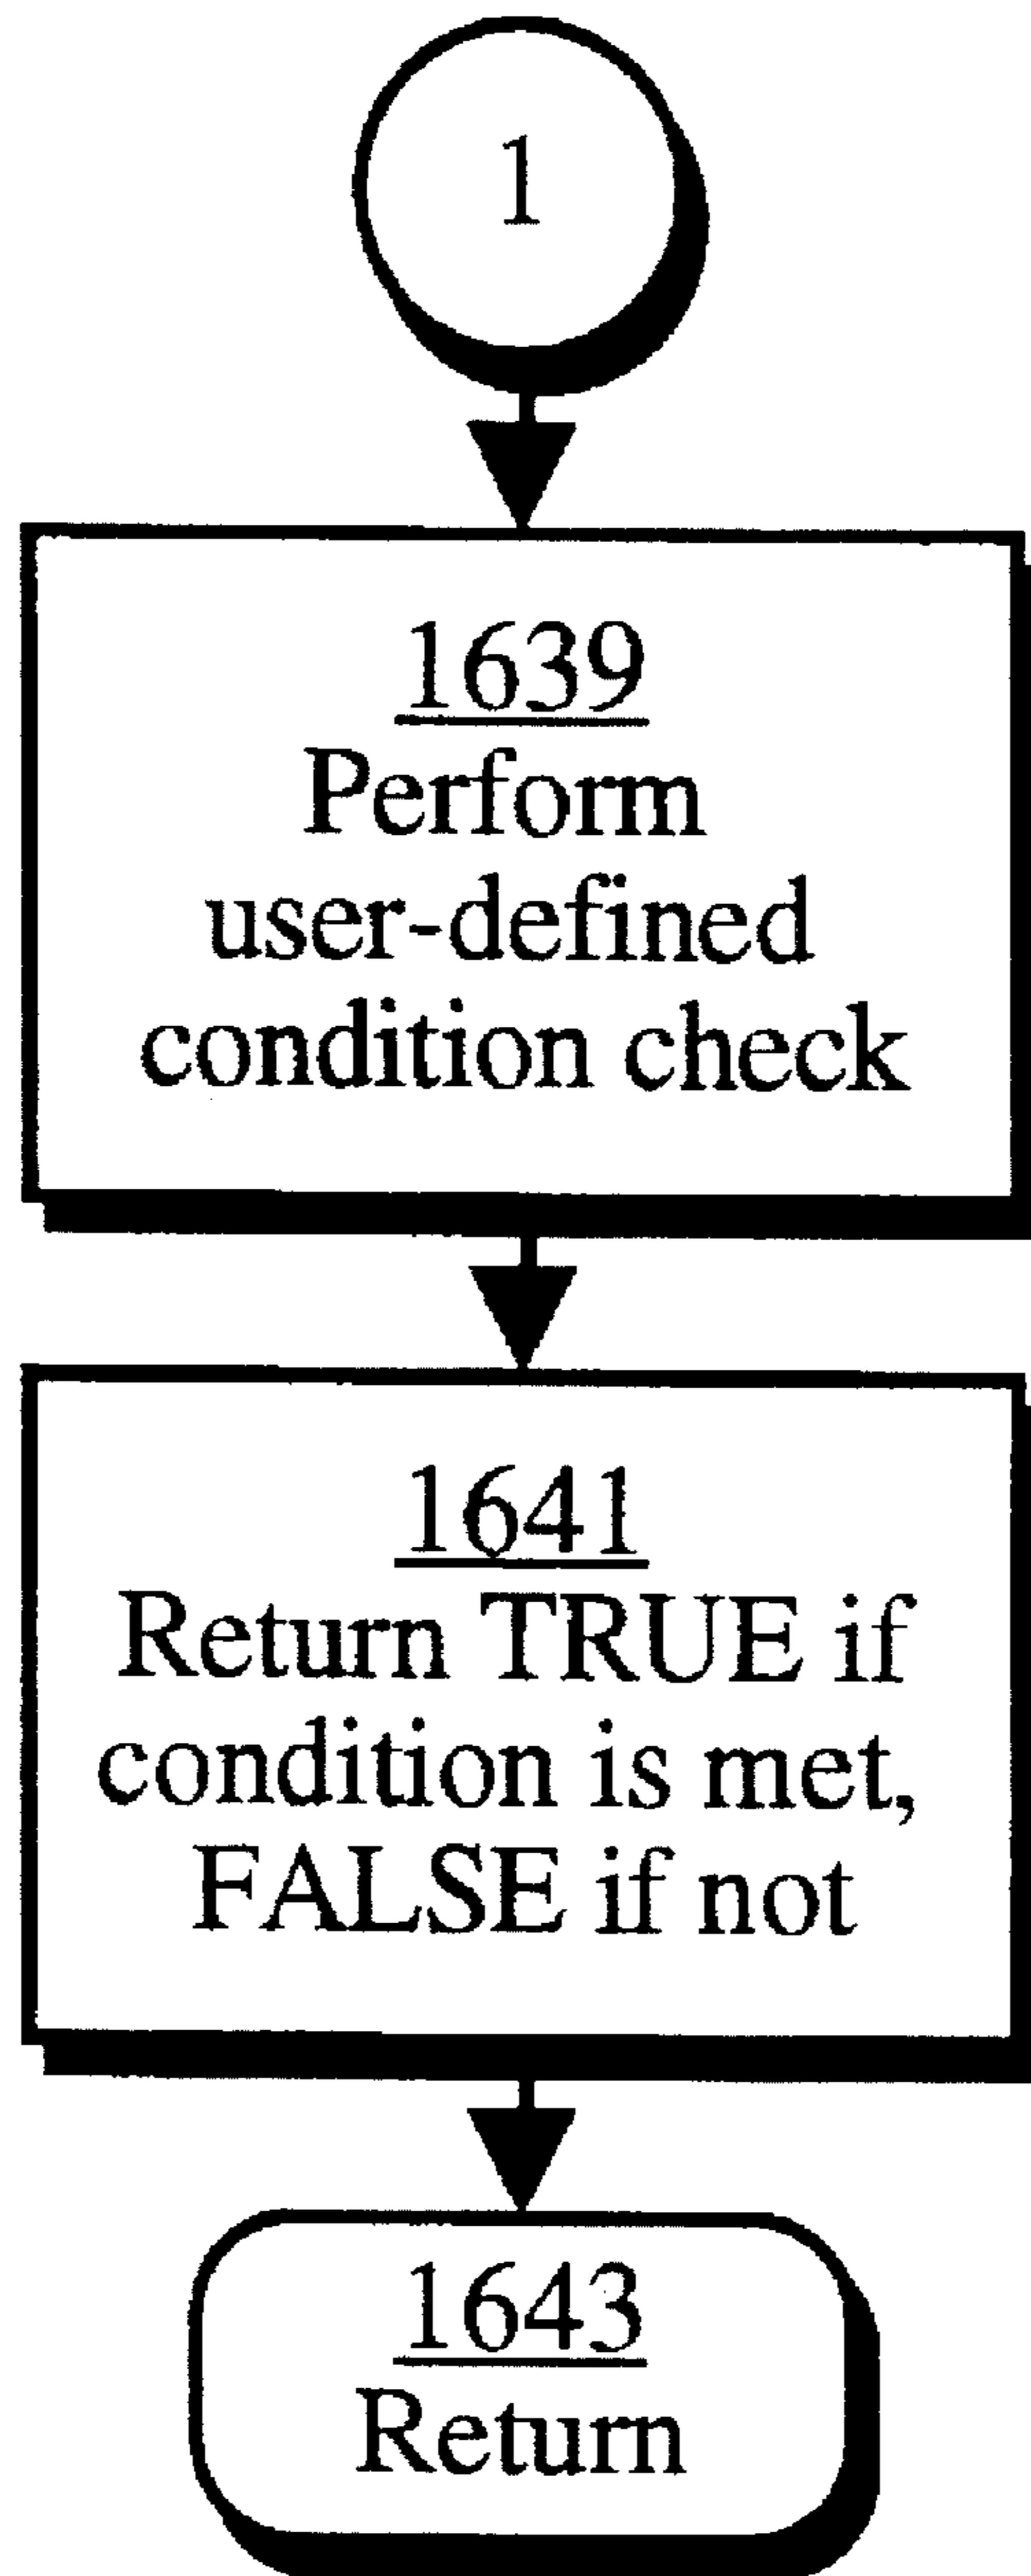 1
1639
Perform
user-defined
condition check
1641
Return TRUE if
condition is met,
FALSE if not
1643
Return